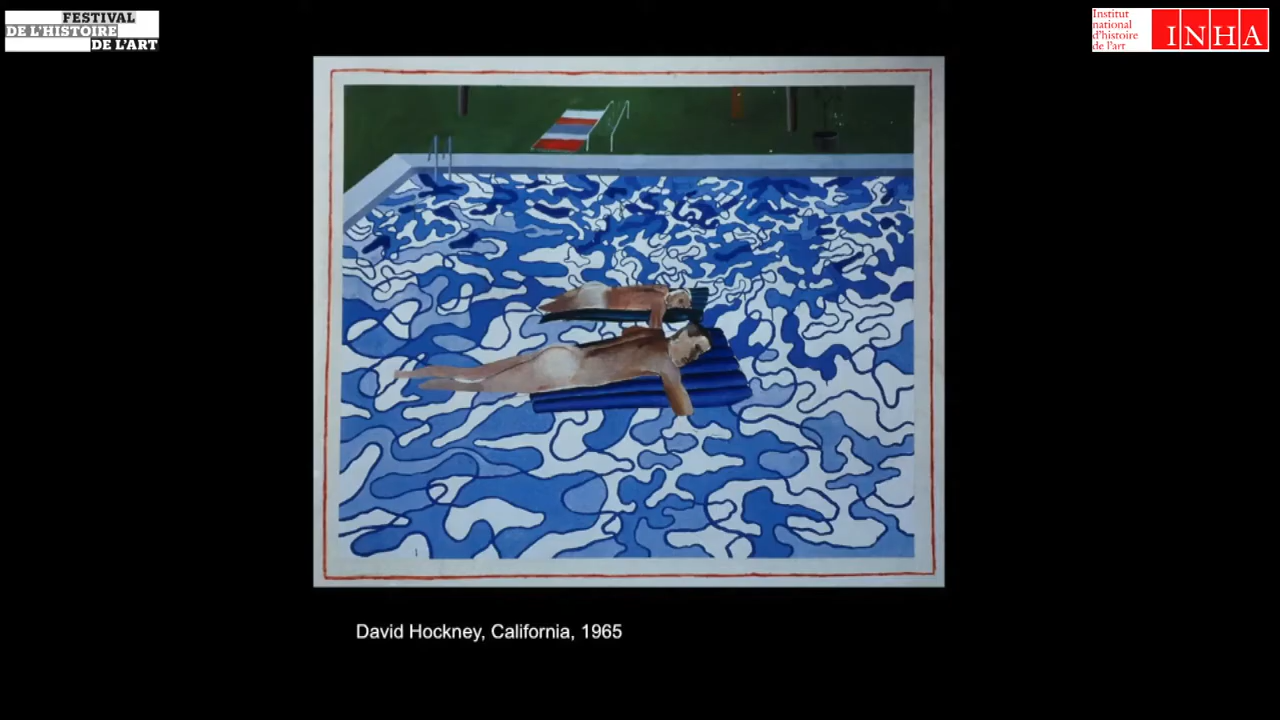 FESTIVAL
DE L'HISTOIRE
DE L'ART
Institut
national
d'histoire
de l'art
INHA
David Hockney, California, 1965